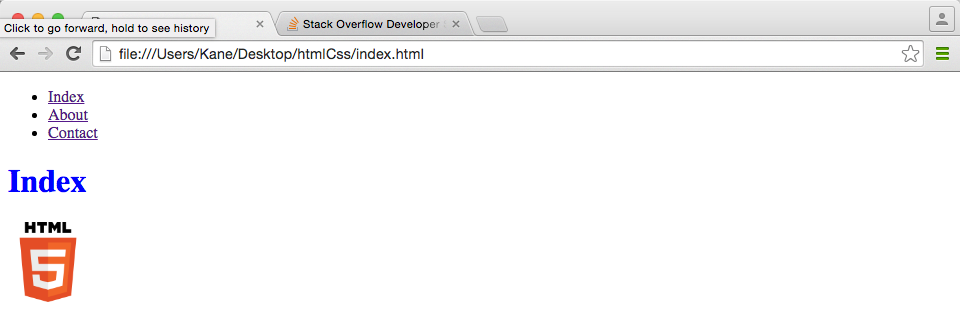 Click to go forward, hold to see history
Stack Overflow Developer
file:///Users/Kane/Desktop/htmlCss/index.html
Index
About
Contact
Index
HTML
5